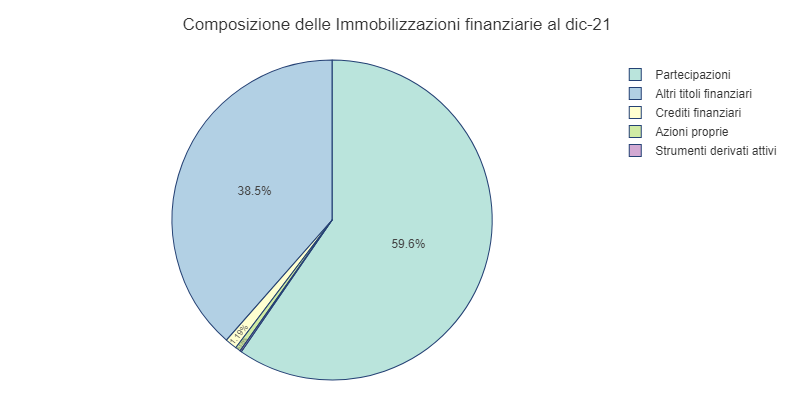 Composizione delle Immobilizzazioni finanziarie al dic-21
Partecipazioni
Altri titoli finanziari
Crediti finanziari
Azioni proprie
Strumenti derivati attivi
38.5%
59.6%
1.19%